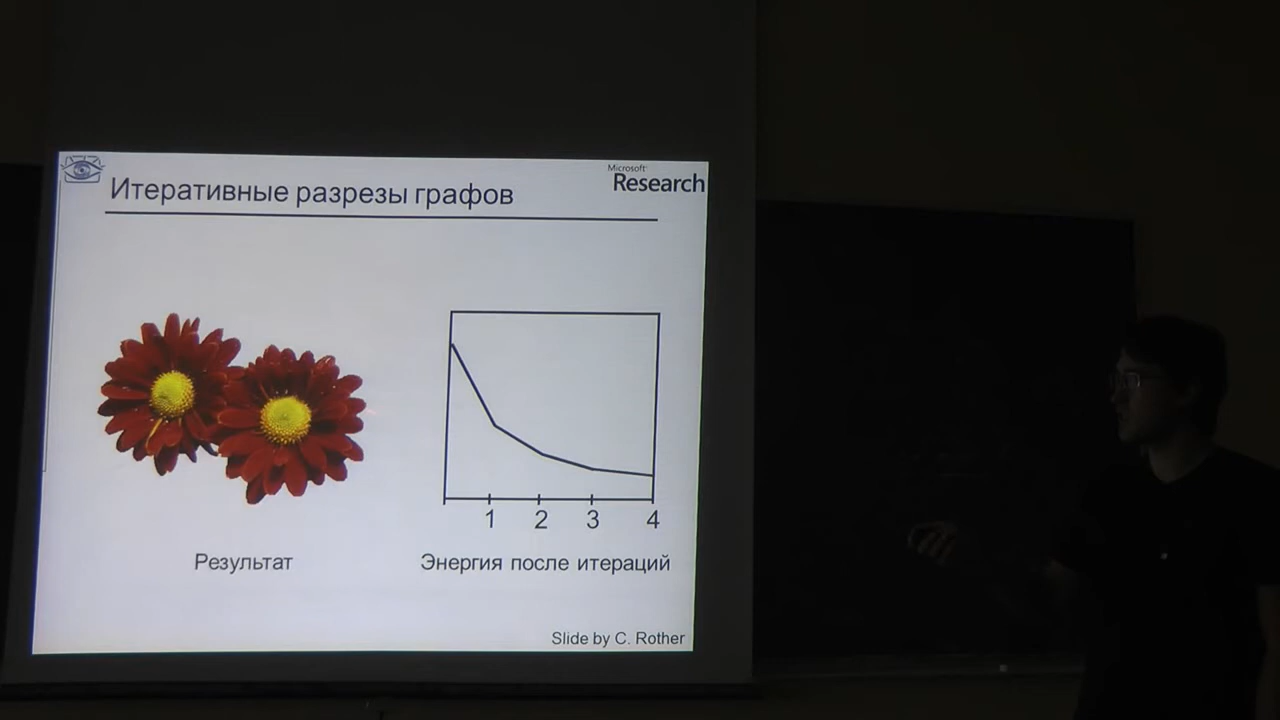 Microsoft
Research
Итеративные разрезы графов
1 2 3 4
Результат
Энергия после итераций
Slide by C. Rother